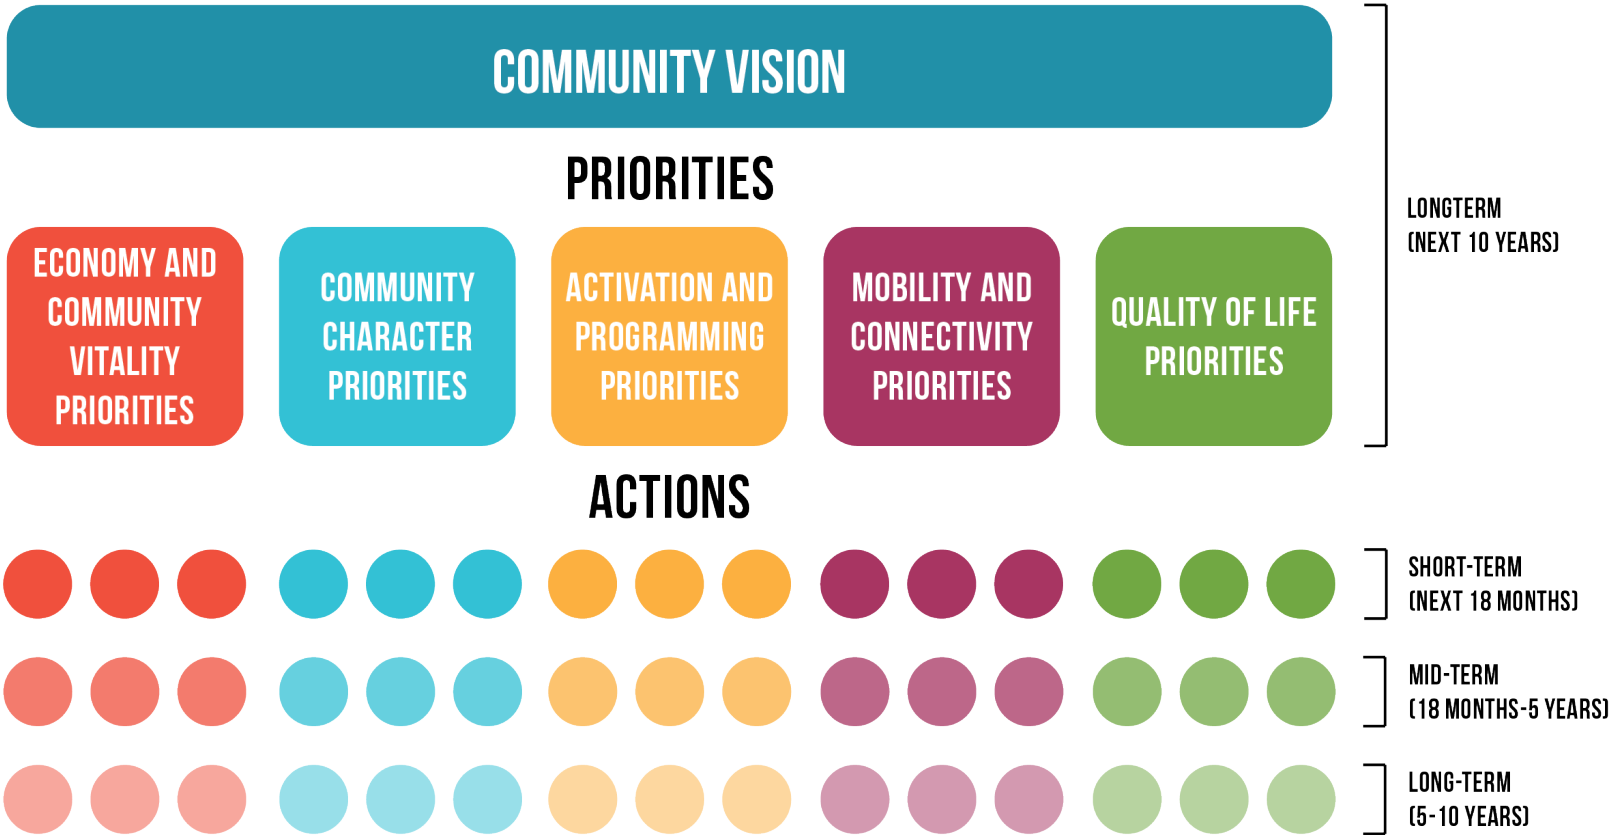 COMMUNITY VISION
PRIORITIES
ECONOMY AND
COMMUNITY
VITALITY
PRIORITIES
COMMUNITY
CHARACTER
PRIORITIES
ACTIVATION AND
PROGRAMMING
PRIORITIES
MOBILITY AND
CONNECTIVITY
PRIORITIES
QUALITY OF LIFE
PRIORITIES
LONGTERM
(NEXT 10 YEARS)
ACTIONS
SHORT-TERM
(NEXT 18 MONTHS)
MID-TERM
(18 MONTHS-5 YEARS)
LONG-TERM
(5-10 YEARS)